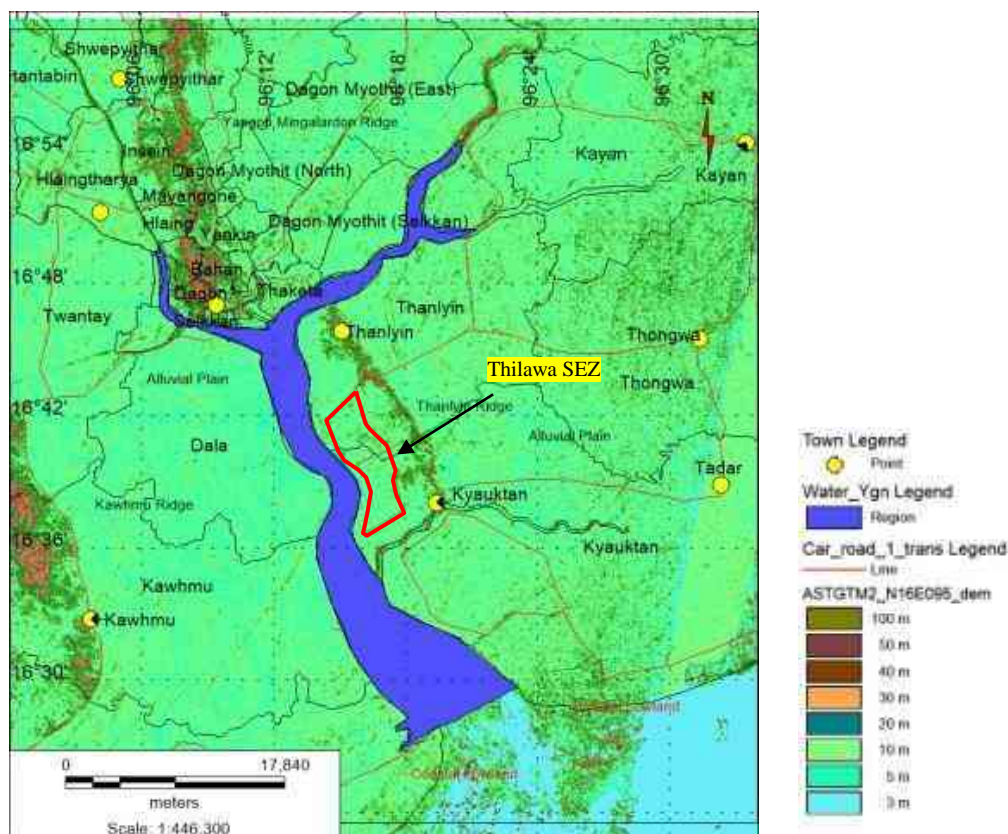 Shwepyithar
Htantabin
Shwepyithar
96°06'
96°12'
96°18'
96°24'
96°30'
Dagon Myothit (East)
N
Yangon Mingalardon Ridge
16°54'
Insein
Kayan
Kayan
Hlaingtharya
Dagon Myothit (North)
Mayangone
Hlaing
Yankin
Dagon Myothit (Seikkan)
16°48'
Bahan
Dagon
Thaketa
Seikkan
Twantay
Thanlyin
Thanlyin
Thongwa
Thongwa
Thilawa SEZ
Alluvial Plain
16°42'
Thanlyin Ridge
Alluvial Plain
Dala
Tadar
Kawhmu Ridge
Kyauktan
16°36'
Kyauktan
Kawhmu
Kawhmu
16°30'
0
17,840
meters
Scale: 1:446,300
Town Legend
Point
Water_Ygn Legend
Region
Car_road_1_trans Legend
Line
ASTGTM2_N16E095_dem
100 m
50 m
40 m
30 m
20 m
10 m
5 m
3 m